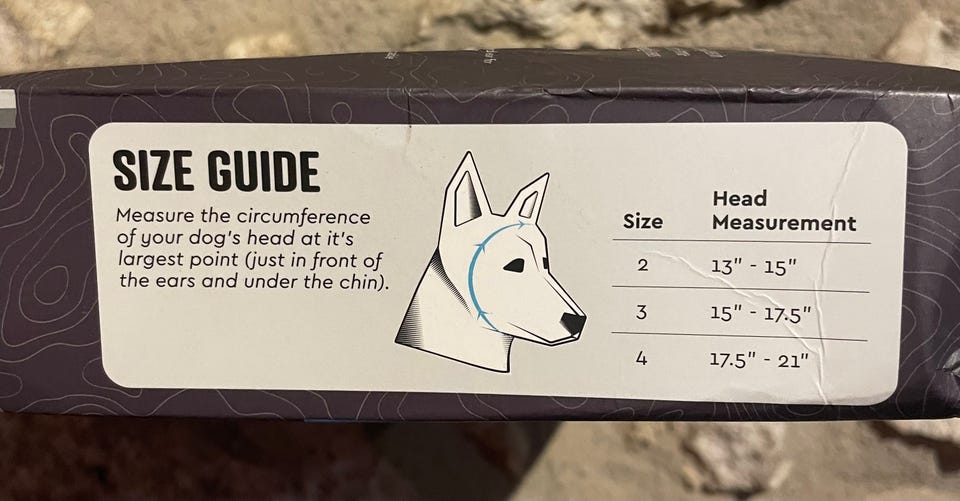 SIZE GUIDE
Measure the circumference
of your dog's head at it's
largest point (just in front of
the ears and under the chin).
Size Head Measurement
2 13" - 15"
3 15" - 17.5"
4 17.5" - 21"